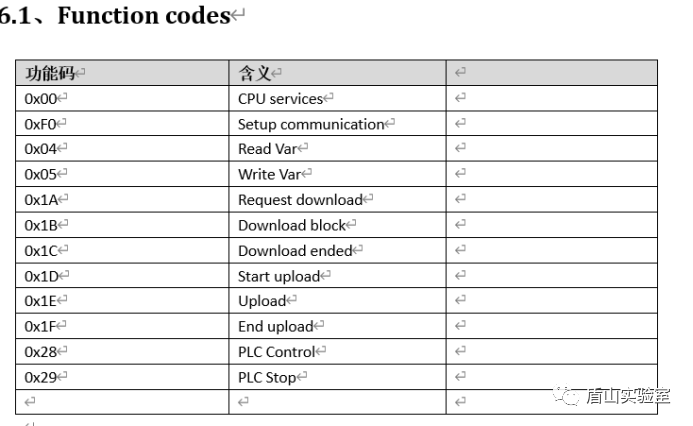 6.1、Function codes
功能码 含义
0x00 CPU services
0xF0 Setup communication
0x04 Read Var
0x05 Write Var
0x1A Request download
0x1B Download block
0x1C Download ended
0x1D Start upload
0x1E Upload
0x1F End upload
0x28 PLC Control
0x29 PLC Stop
盾山实验室